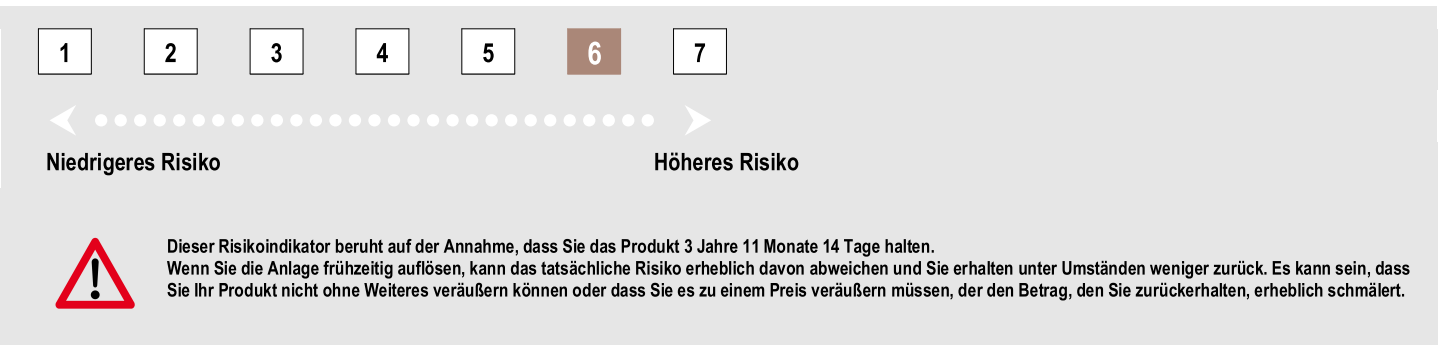 1 2 3 4 5 6 7
Niedrigeres Risiko Höheres Risiko
Dieser Risikoindikator beruht auf der Annahme, dass Sie das Produkt 3 Jahre 11 Monate 14 Tage halten.
Wenn Sie die Anlage frühzeitig auflösen, kann das tatsächliche Risiko erheblich davon abweichen und Sie erhalten unter Umständen weniger zurück. Es kann sein, dass
Sie Ihr Produkt nicht ohne Weiteres veräußern können oder dass Sie es zu einem Preis veräußern müssen, der den Betrag, den Sie zurückerhalten, erheblich schmälert.